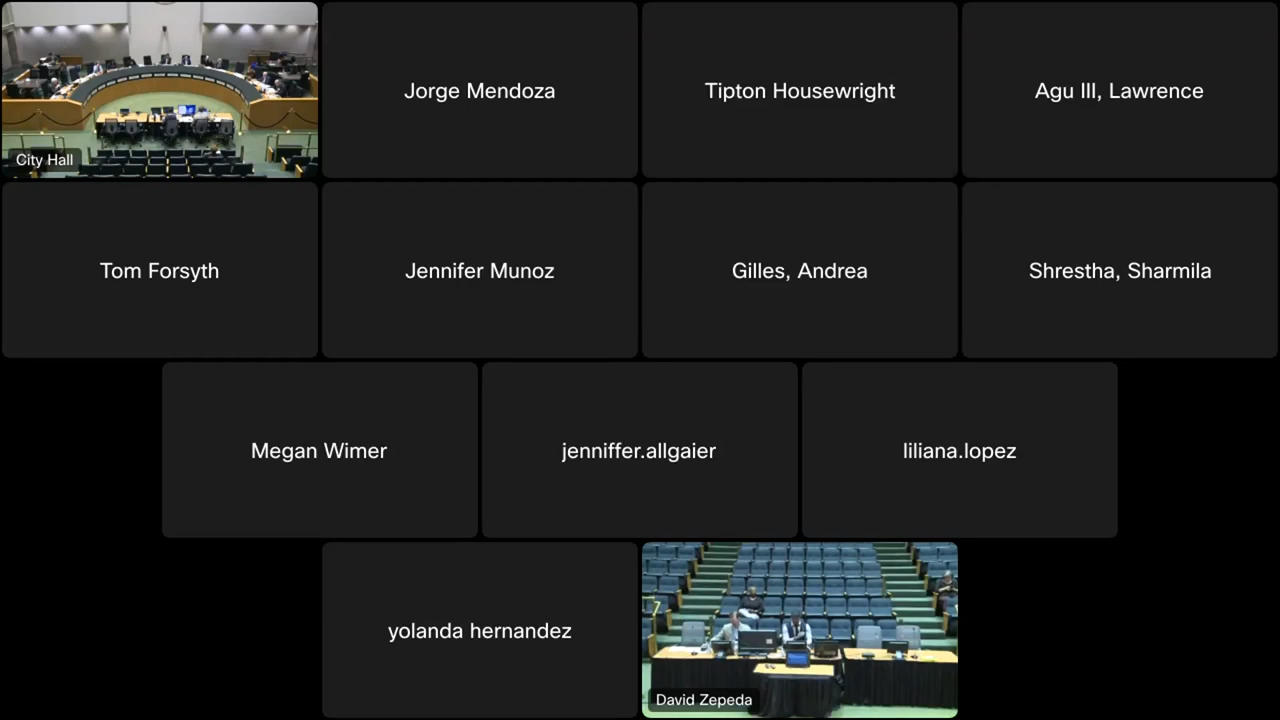 City Hall
Jorge Mendoza
Tipton Housewright
Agu III, Lawrence
Tom Forsyth
Jennifer Munoz
Gilles, Andrea
Shrestha, Sharmila
Megan Wimer
jenniffer.allgaier
liliana.lopez
yolanda hernandez
David Zepeda